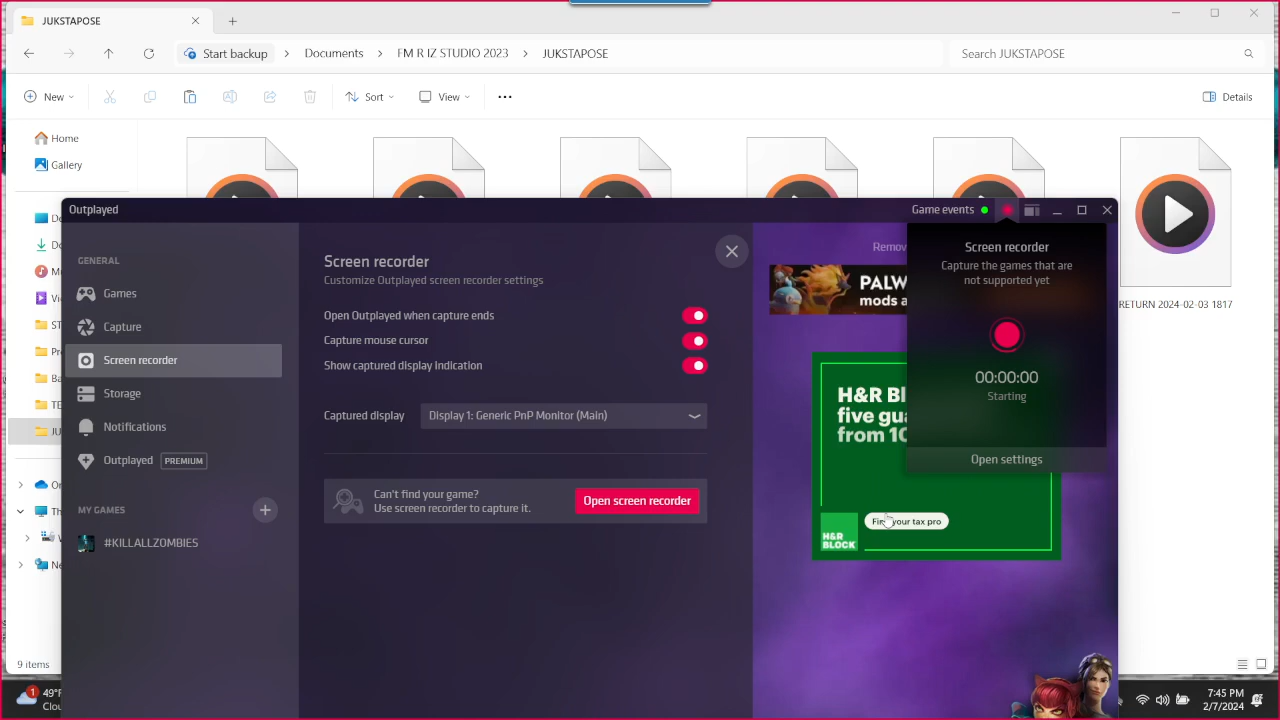 JUKSTAPOSE
Start backup
Documents
FM R IZ STUDIO 2023
JUKSTAPOSE
Search JUKSTAPOSE
New
Sort
View
Details
Home
Gallery
RETURN 2024-02-03 1817
9 items
Outplayed
Game events
GENERAL
Games
Capture
Screen recorder
Storage
Notifications
Outplayed PREMIUM
MY GAMES
#KILLALLZOMBIES
Screen recorder
Customize Outplayed screen recorder settings
Open Outplayed when capture ends
Capture mouse cursor
Show captured display indication
Captured display
Display 1: Generic PnP Monitor (Main)
Can't find your game?
Use screen recorder to capture it.
Open screen recorder
Screen recorder
Capture the games that are
not supported yet
00:00:00
Starting
Open settings
H&R
five
from
your tax pro
H&R
BLOCK
1
49°F
7:45 PM
2/7/2024